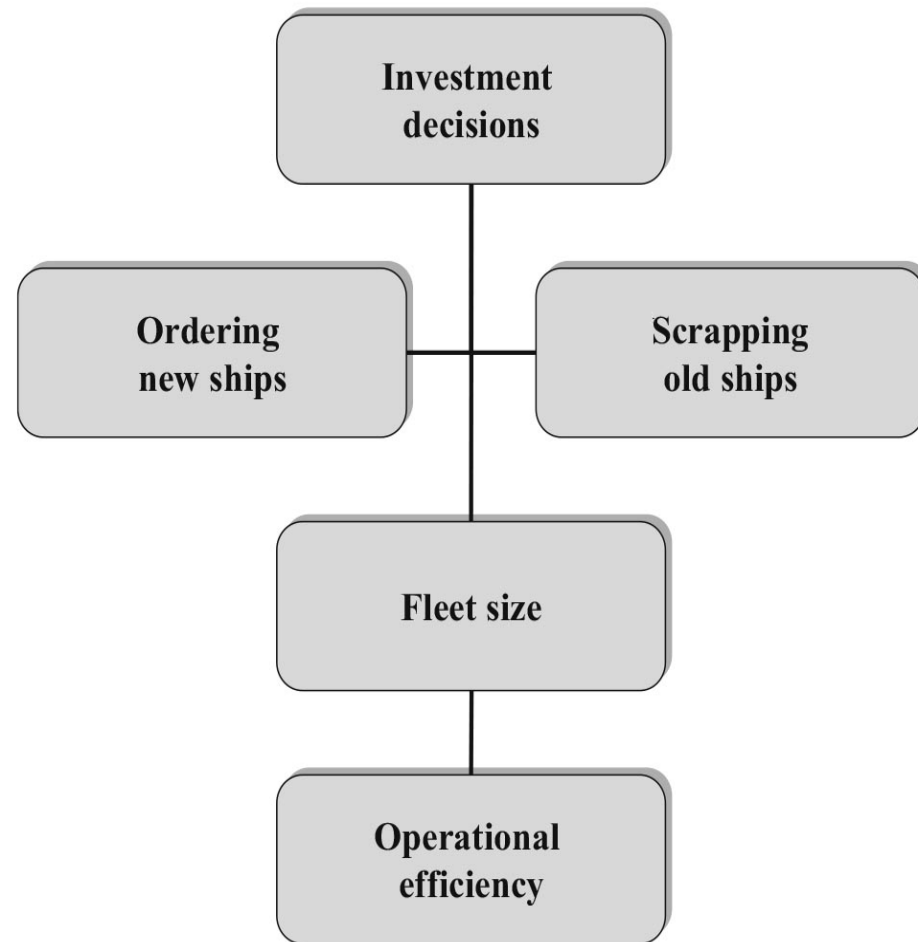 Investment
decisions
Ordering
new ships
Scrapping
old ships
Fleet size
Operational
efficiency